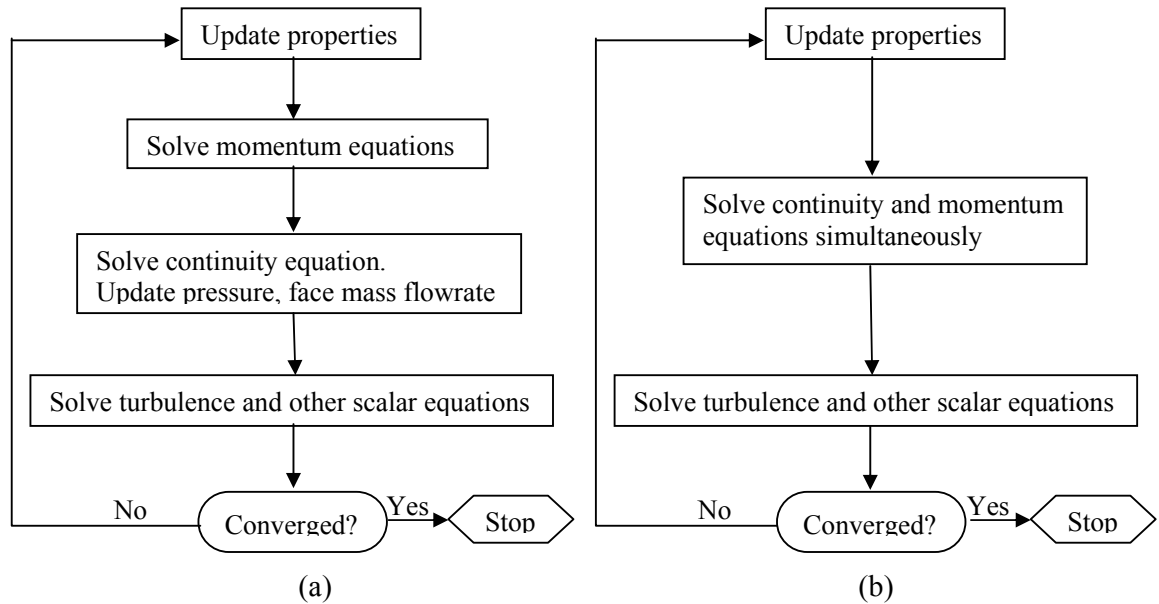 Update properties
Solve momentum equations
Solve continuity equation.
Update pressure, face mass flowrate
Solve turbulence and other scalar equations
No
Converged?
Yes
Stop
(a)
Update properties
Solve continuity and momentum
equations simultaneously
Solve turbulence and other scalar equations
No
Converged?
Yes
Stop
(b)